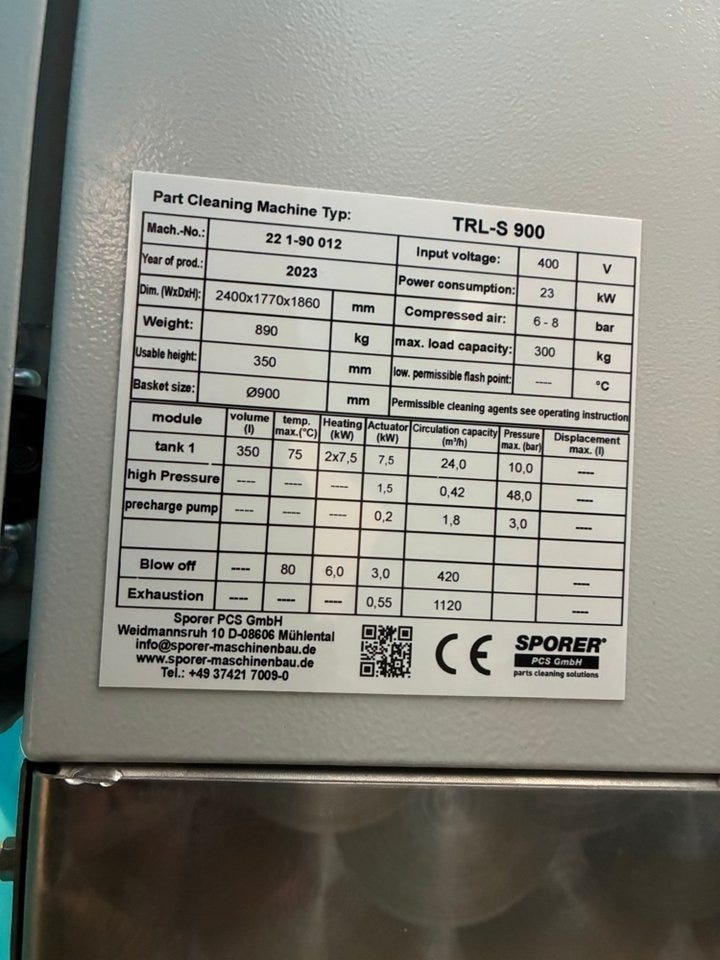 Part Cleaning Machine Typ: TRL-S 900
Mach.-No.: 22 1-90 012 Input voltage: 400 V
Year of prod.: 2023 Power consumption: 23 kW
Dim. (WxDxH): 2400x1770x1860 mm Compressed air: 6 - 8 bar
Weight: 890 kg max. load capacity: 300 kg
Usable height: 350 mm low. permissible flash point: ---- °C
Basket size: Ø900 mm Permissible cleaning agents see operating instruction
module volume (l) temp. max.(°C) Heating (kW) Actuator (kW) Circulation capacity (m³/h) Pressure max. (bar) Displacement max. (l)
tank 1 350 75 2x7,5 7,5 24,0 10,0 ----
high Pressure ---- ---- ---- 1,5 0,42 48,0 ----
precharge pump ---- ---- ---- 0,2 1,8 3,0 ----
Blow off ---- 80 6,0 3,0 420 ----
Exhaustion ---- ---- ---- 0,55 1120 ----
Sporer PCS GmbH
Weidmannsruh 10 D-08606 Mühlental
info@sporer-maschinenbau.de
www.sporer-maschinenbau.de
Tel.: +49 37421 7009-0
CE
SPORER
PCS GmbH
parts cleaning solutions